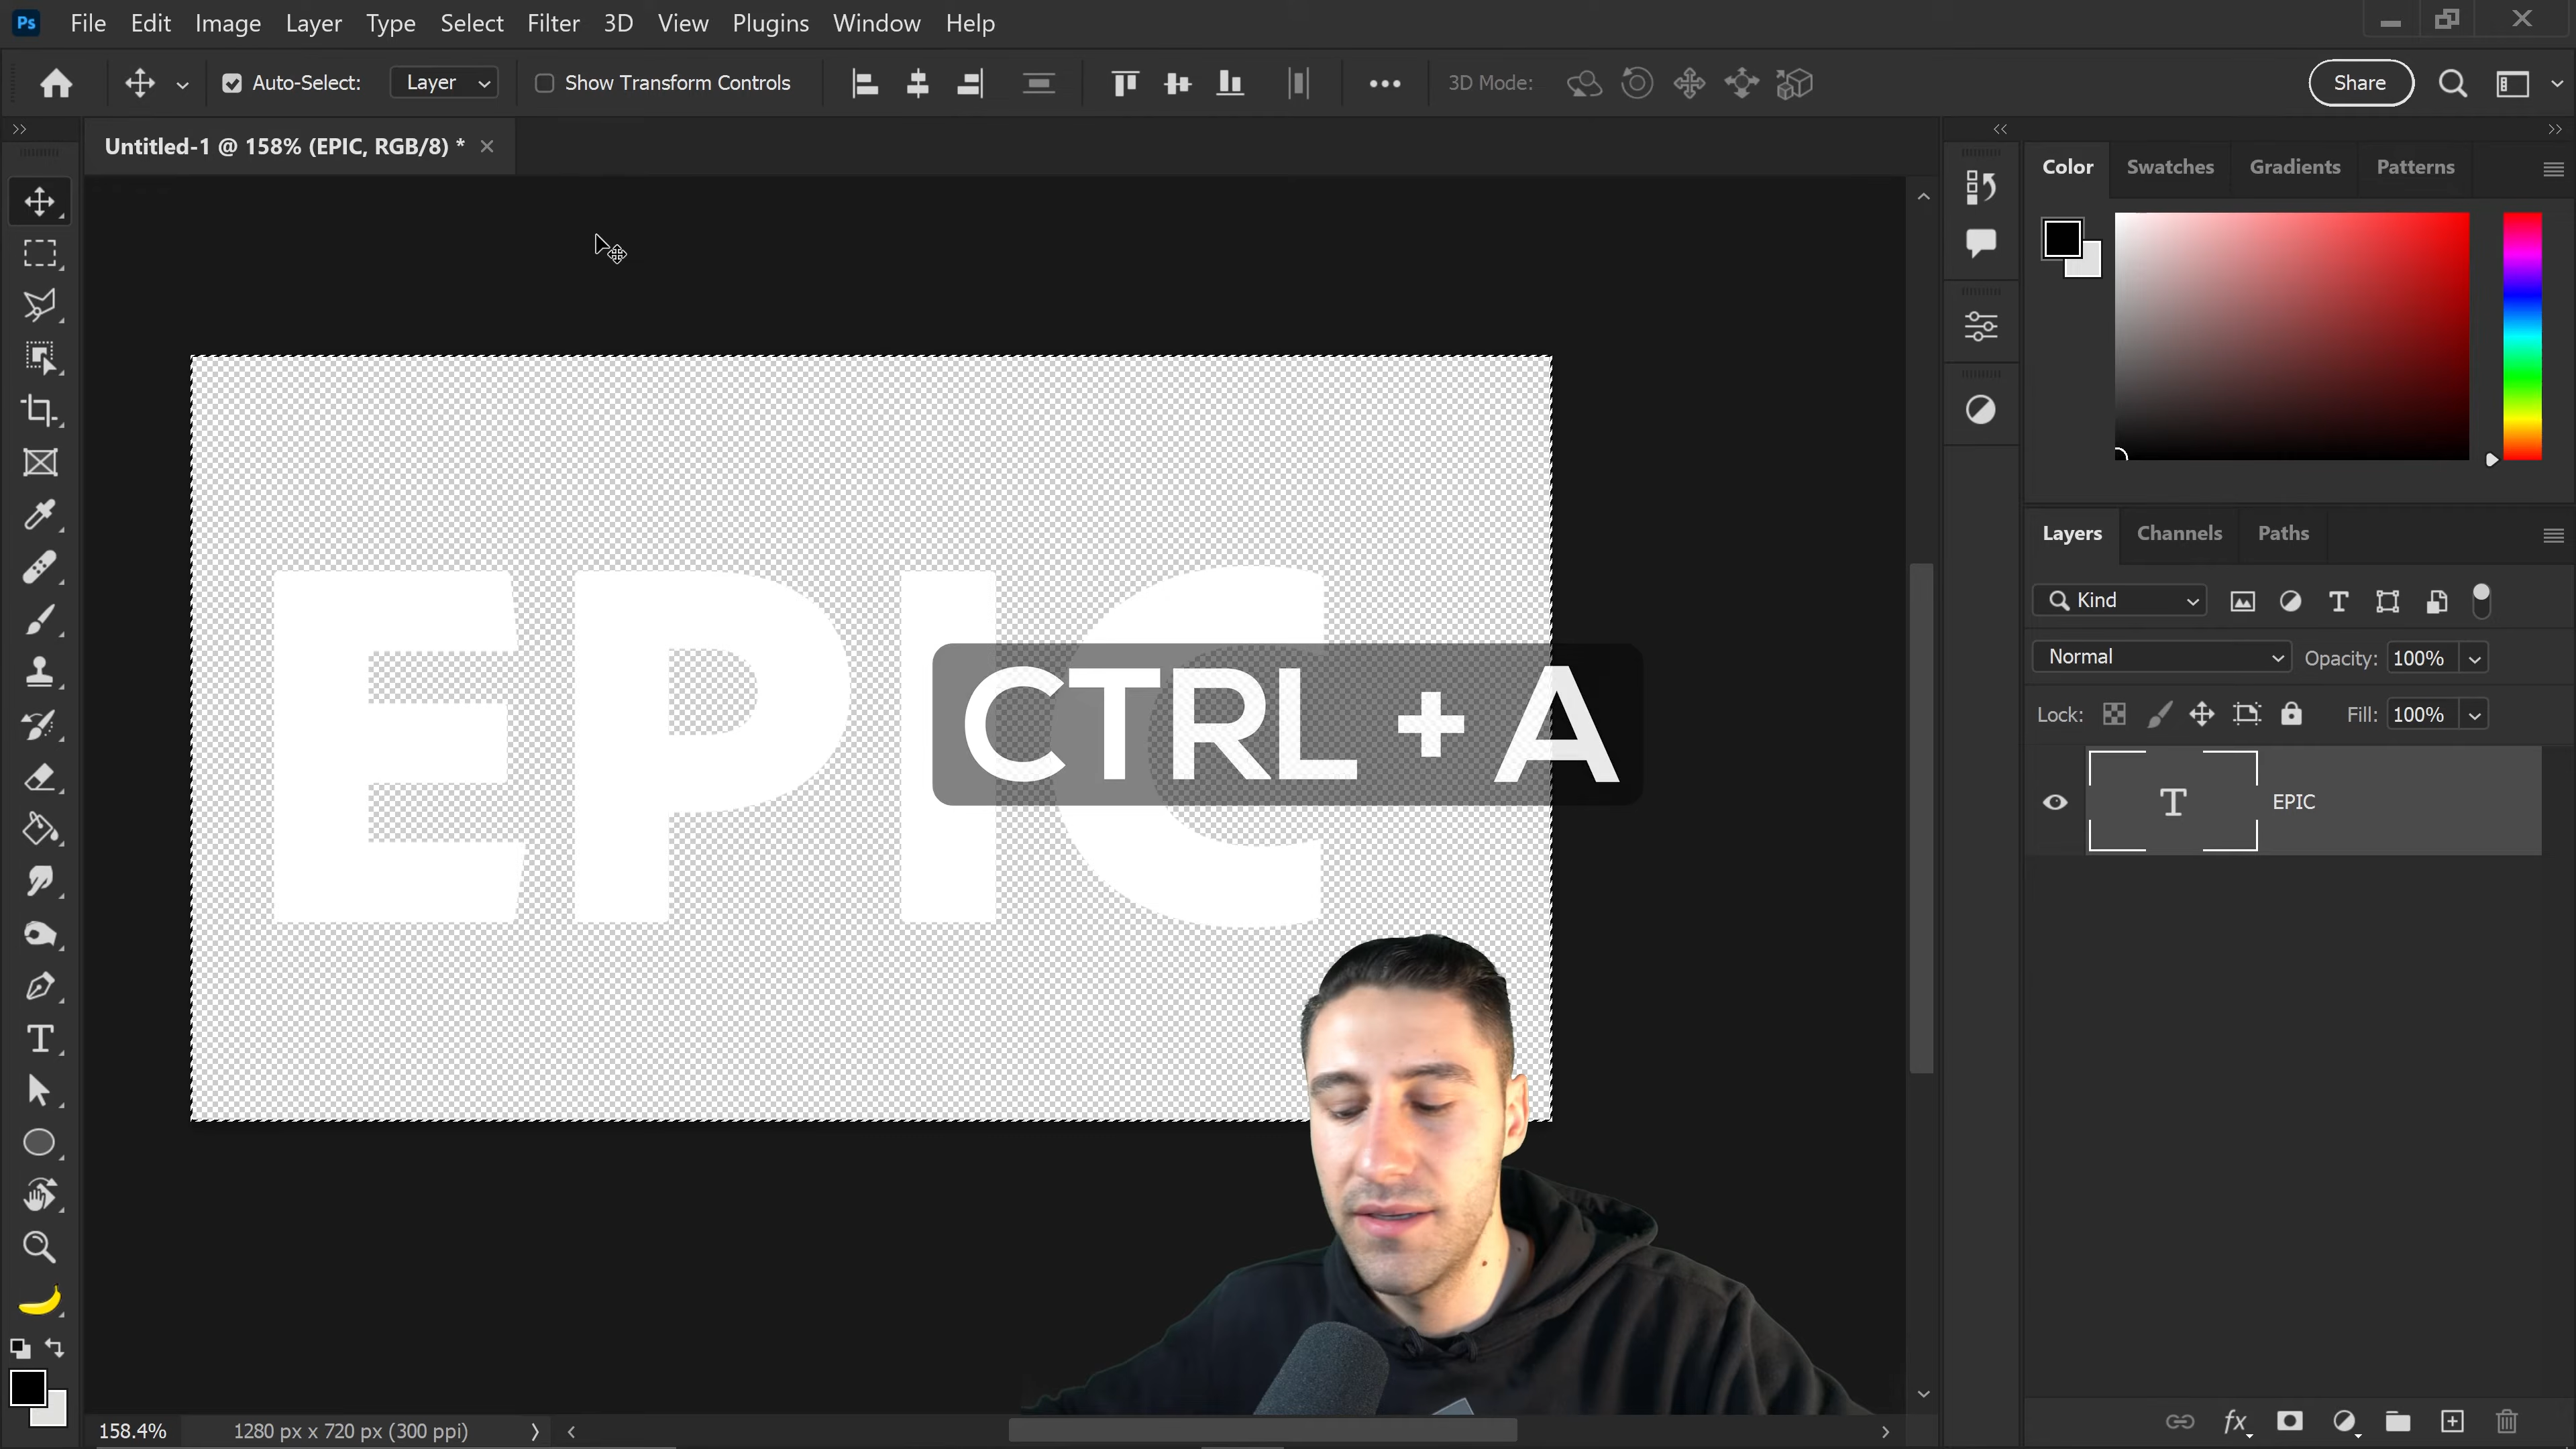 Ps File Edit Image Layer Type Select Filter 3D View Plugins Window Help
Auto-Select: Layer Show Transform Controls 3D Mode: Share
Untitled-1 @ 158% (EPIC, RGB/8) *
Color Swatches Gradients Patterns
Layers Channels Paths
Kind
Normal Opacity: 100%
Lock: Fill: 100%
T EPIC
EPIC
CTRL + A
158.4% 1280 px x 720 px (300 ppi)
fx